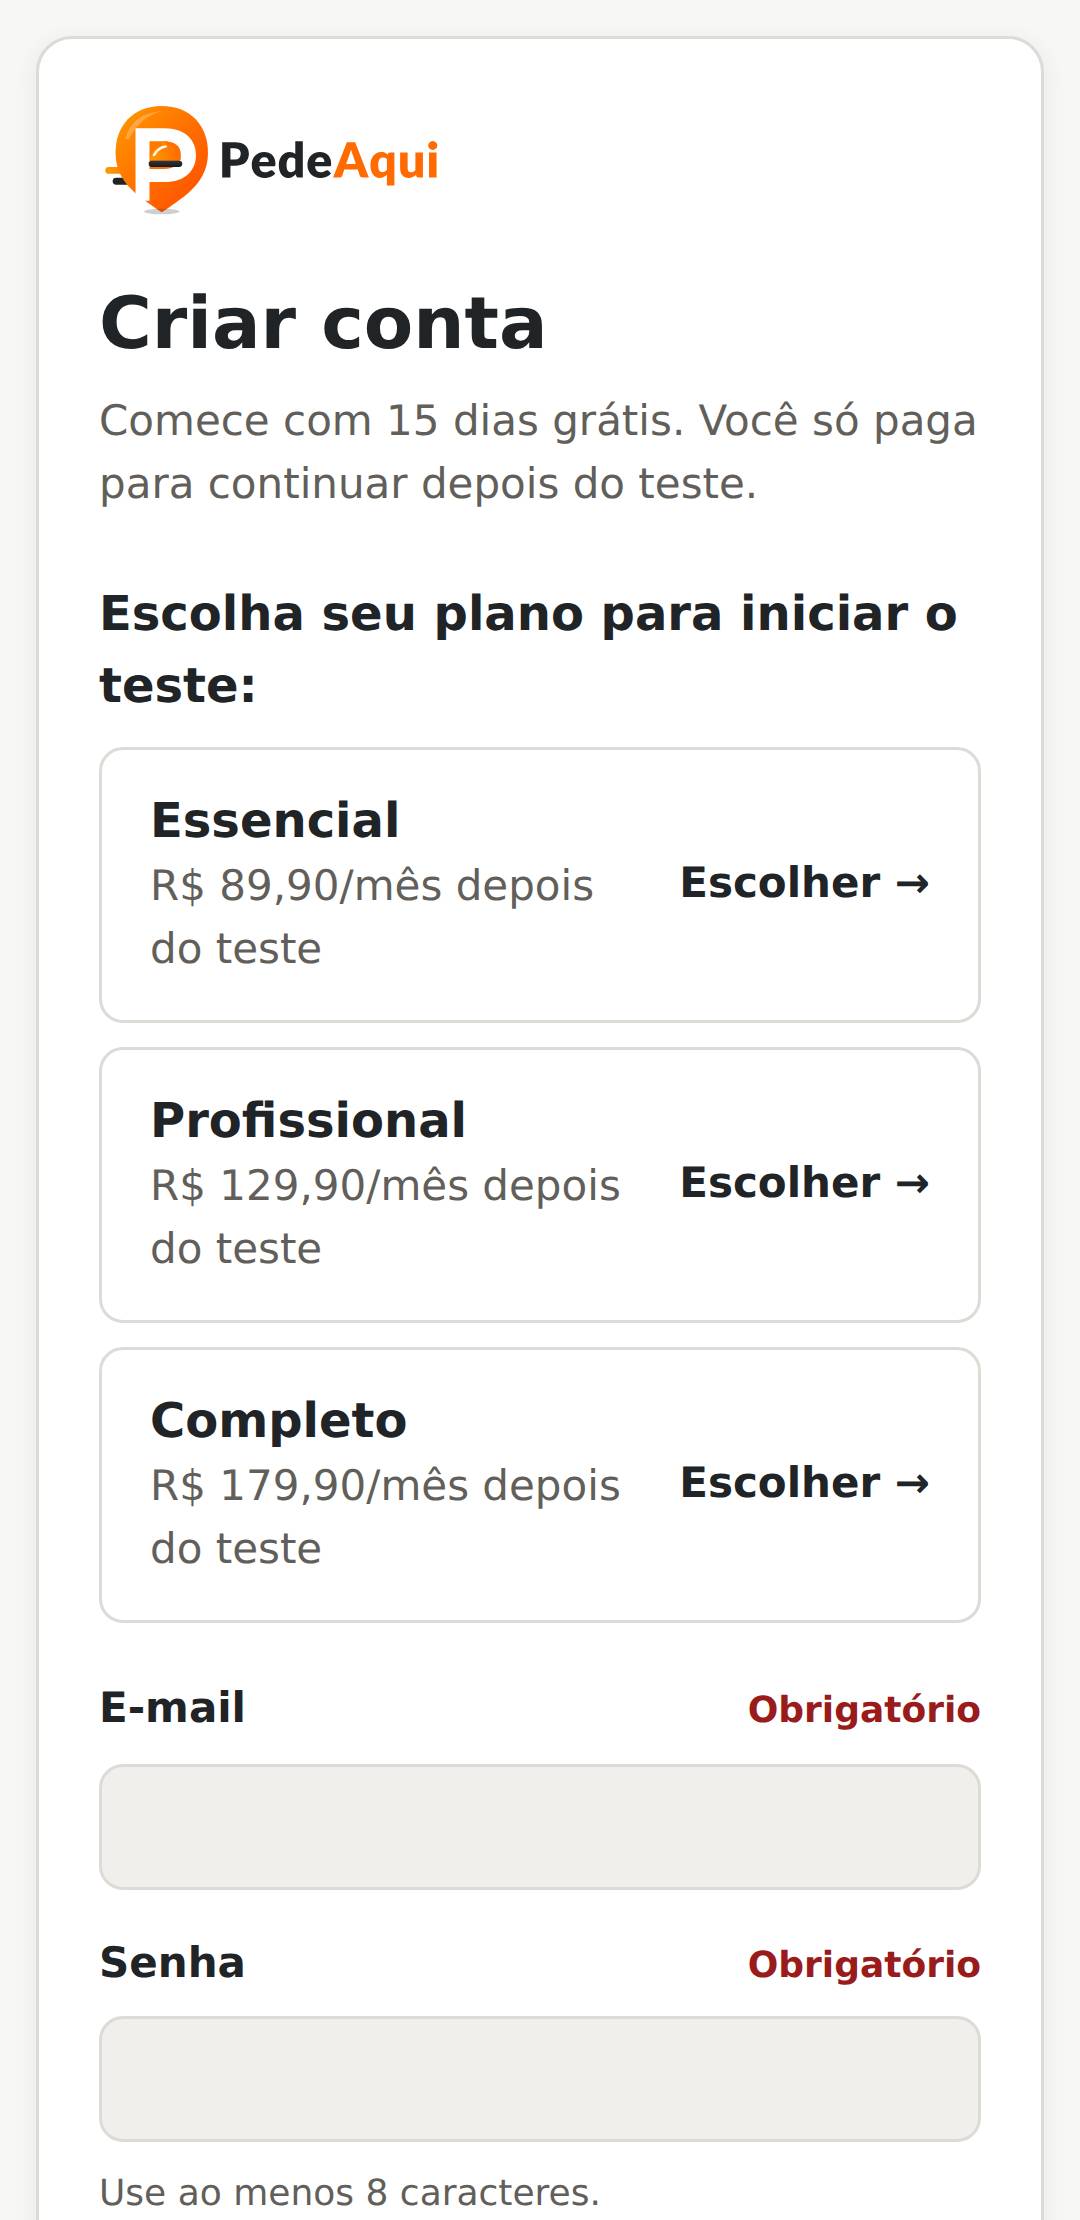 PedeAqui
Criar conta
Comece com 15 dias grátis. Você só paga
para continuar depois do teste.
Escolha seu plano para iniciar o
teste:
Essencial
R$ 89,90/mês depois
do teste
Escolher →
Profissional
R$ 129,90/mês depois
do teste
Escolher →
Completo
R$ 179,90/mês depois
do teste
Escolher →
E-mail
Obrigatório
Senha
Obrigatório
Use ao menos 8 caracteres.